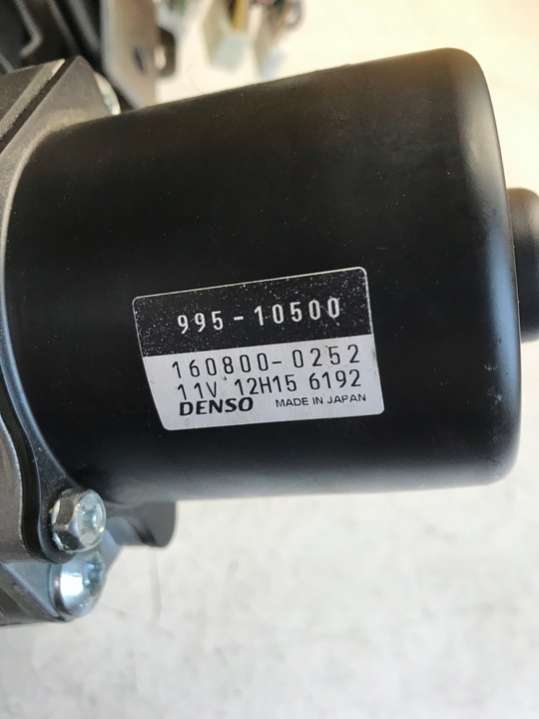 995-10500
160800-0252
11V 12H15 6192
DENSO MADE IN JAPAN